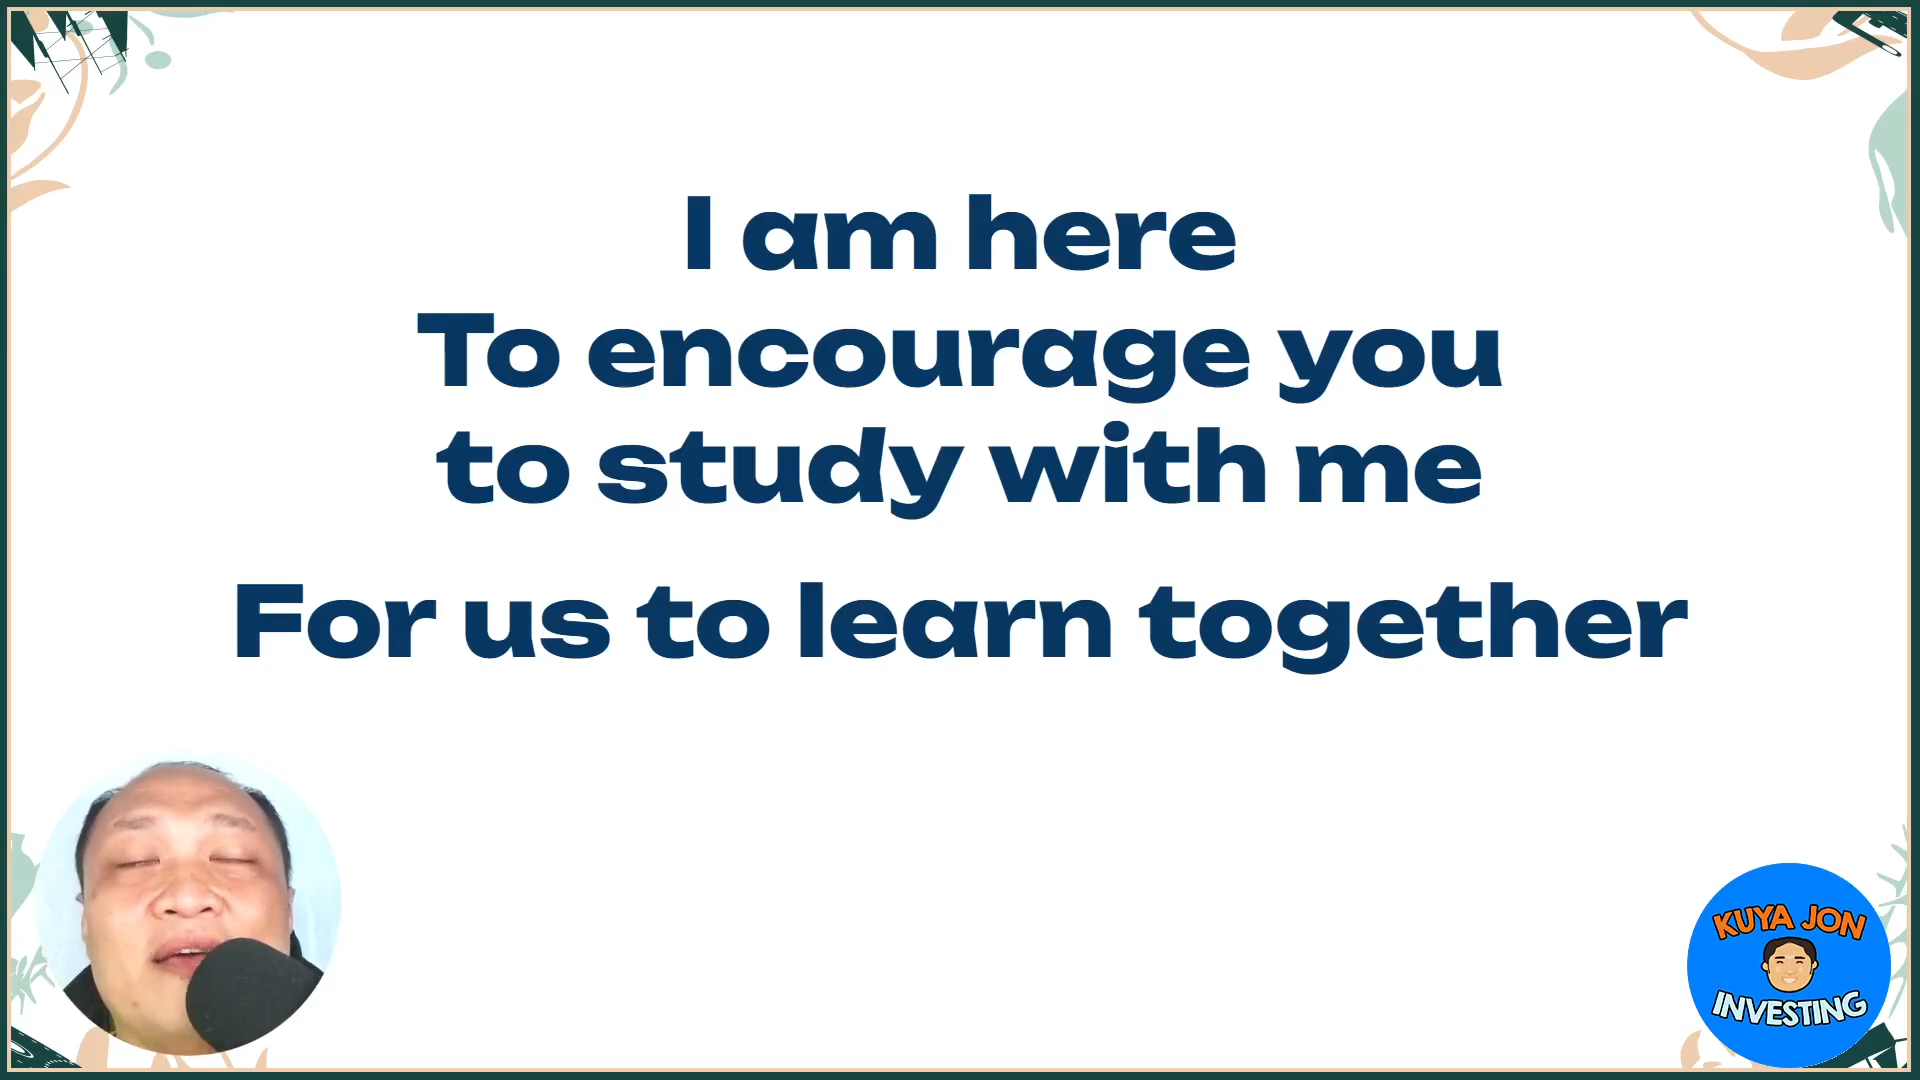 I am here
To encourage you
to study with me
For us to learn together
KUYA JON
INVESTING